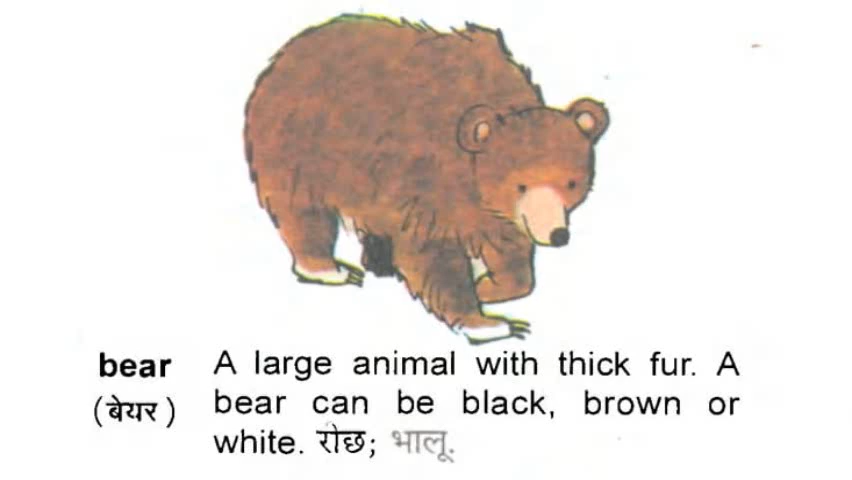 bear A large animal with thick fur. A
(बेयर) bear can be black, brown or
white. रोछ; भालू.